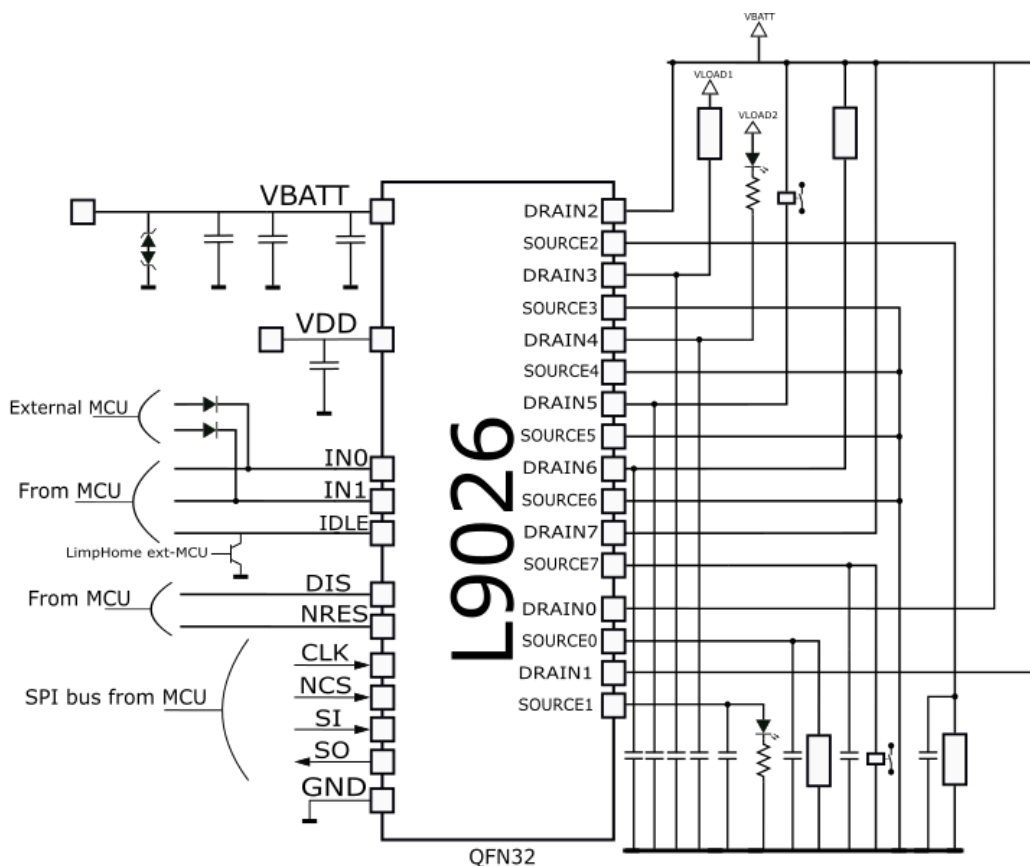 VBATT
VLOAD1
VLOAD2
VBATT
DRAIN2
SOURCE2
DRAIN3
SOURCE3
VDD
DRAIN4
SOURCE4
External MCU
DRAIN5
SOURCE5
IN0
DRAIN6
From MCU
IN1
SOURCE6
IDLE
DRAIN7
LimpHome ext-MCU
SOURCE7
From MCU
DIS
DRAIN0
NRES
SOURCE0
CLK
DRAIN1
SPI bus from MCU
NCS
SOURCE1
SI
SO
GND
L9026
QFN32